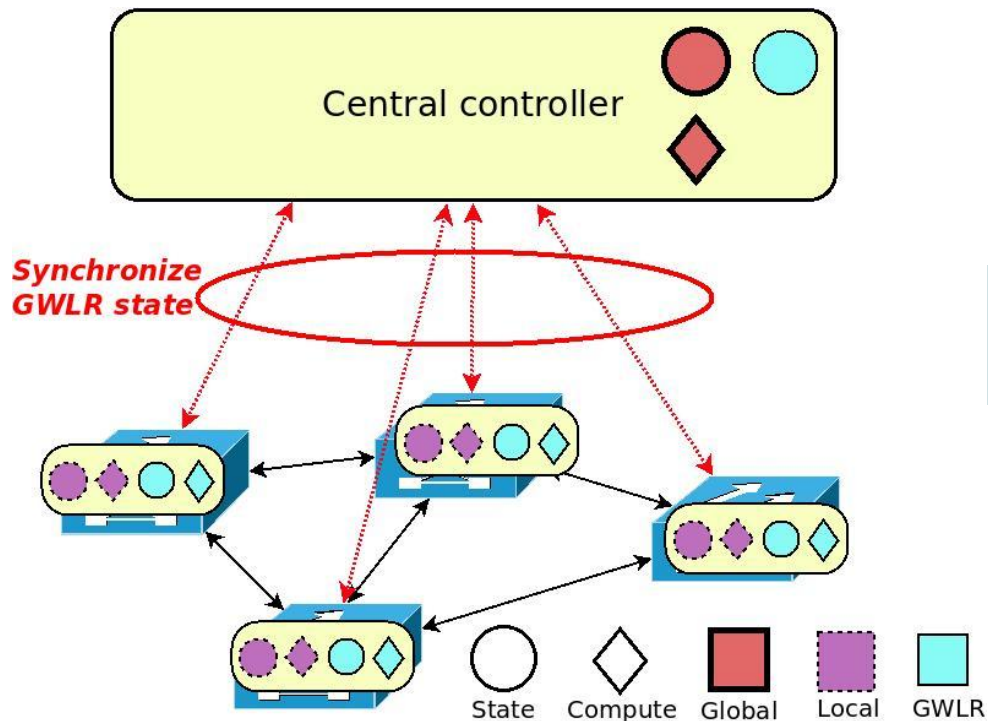 Central controller
Synchronize
GWLR state
State
Compute
Global
Local
GWLR